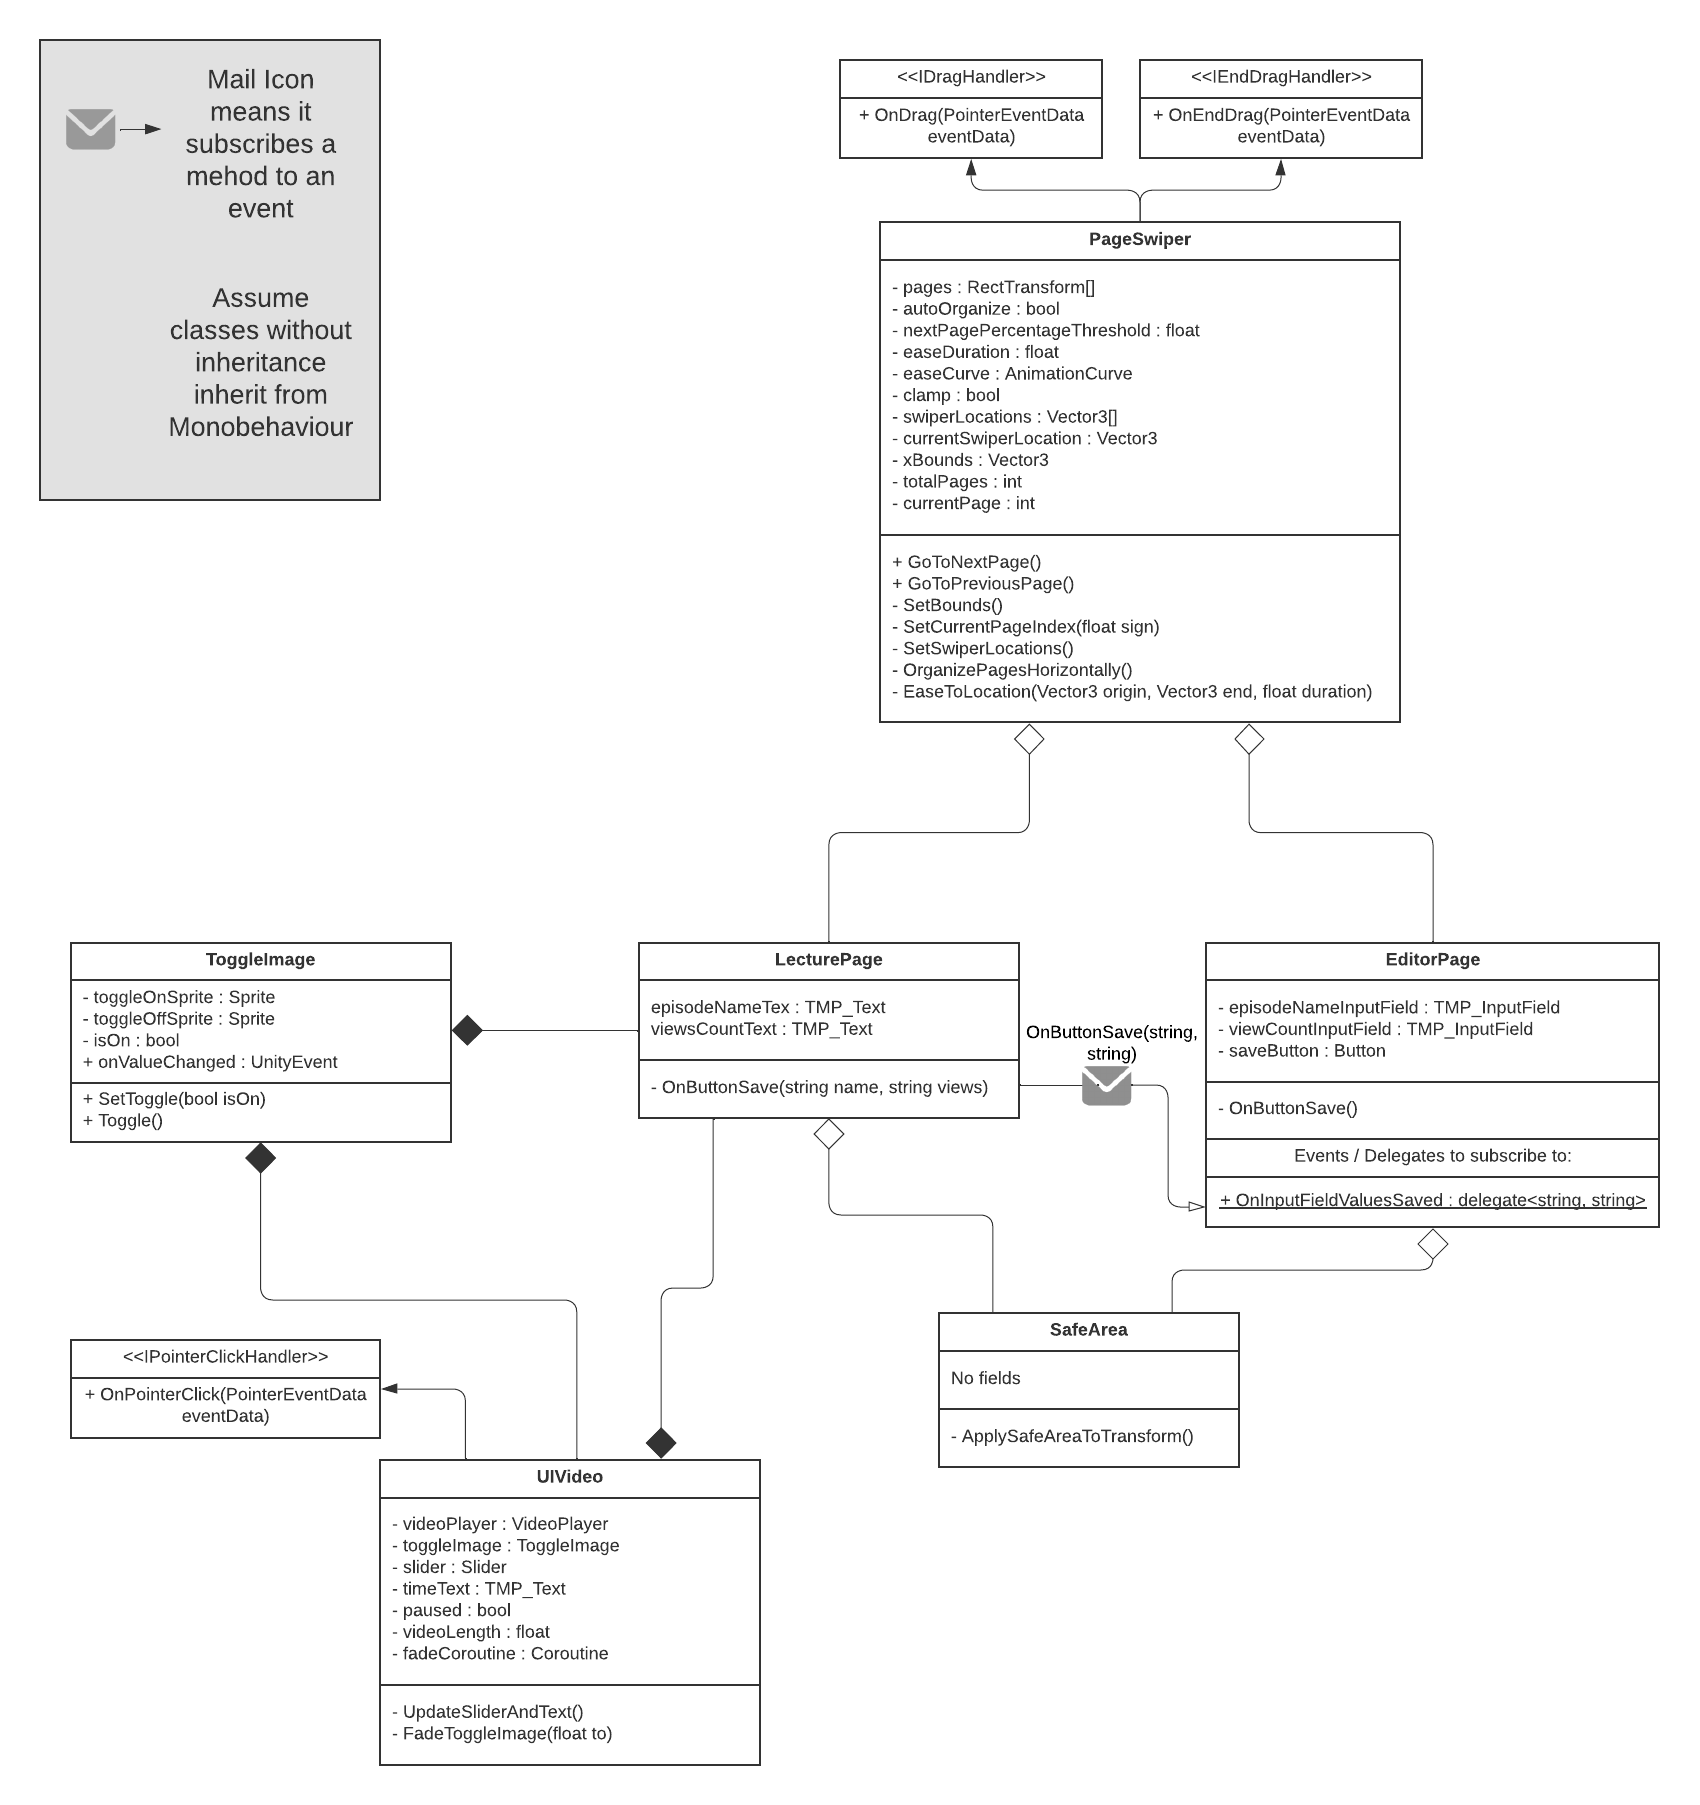 Mail Icon
means it
subscribes a
mehod to an
event
Assume
classes without
inheritance
inherit from
Monobehaviour
<<IDragHandler>>
+ OnDrag(PointerEventData
eventData)
<<IEndDragHandler>>
+ OnEndDrag(PointerEventData
eventData)
PageSwiper
- pages : RectTransform[]
- autoOrganize : bool
- nextPagePercentageThreshold : float
- easeDuration : float
- easeCurve : AnimationCurve
- clamp : bool
- swiperLocations : Vector3[]
- currentSwiperLocation : Vector3
- xBounds : Vector3
- totalPages : int
- currentPage : int
+ GoToNextPage()
+ GoToPreviousPage()
- SetBounds()
- SetCurrentPageIndex(float sign)
- SetSwiperLocations()
- OrganizePagesHorizontally()
- EaseToLocation(Vector3 origin, Vector3 end, float duration)
ToggleImage
- toggleOnSprite : Sprite
- toggleOffSprite : Sprite
- isOn : bool
+ onValueChanged : UnityEvent
+ SetToggle(bool isOn)
+ Toggle()
LecturePage
episodeNameTex : TMP_Text
viewsCountText : TMP_Text
- OnButtonSave(string name, string views)
OnButtonSave(string,
string)
EditorPage
- episodeNameInputField : TMP_InputField
- viewCountInputField : TMP_InputField
- saveButton : Button
- OnButtonSave()
Events / Delegates to subscribe to:
+ OnInputFieldValuesSaved : delegate<string, string>
SafeArea
No fields
- ApplySafeAreaToTransform()
<<IPointerClickHandler>>
+ OnPointerClick(PointerEventData
eventData)
UIVideo
- videoPlayer : VideoPlayer
- toggleImage : ToggleImage
- slider : Slider
- timeText : TMP_Text
- paused : bool
- videoLength : float
- fadeCoroutine : Coroutine
- UpdateSliderAndText()
- FadeToggleImage(float to)